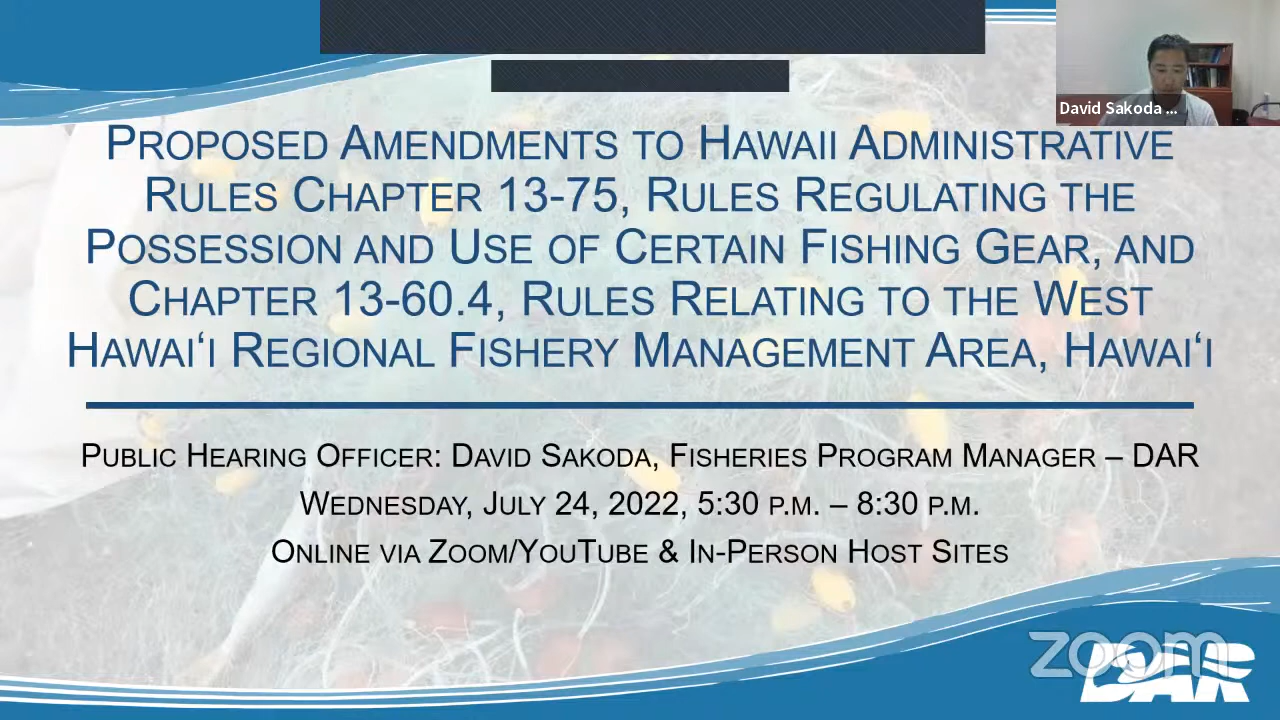 David Sakoda ...
PROPOSED AMENDMENTS TO HAWAII ADMINISTRATIVE
RULES CHAPTER 13-75, RULES REGULATING THE
POSSESSION AND USE OF CERTAIN FISHING GEAR, AND
CHAPTER 13-60.4, RULES RELATING TO THE WEST
HAWAIʻI REGIONAL FISHERY MANAGEMENT AREA, HAWAIʻI
PUBLIC HEARING OFFICER: DAVID SAKODA, FISHERIES PROGRAM MANAGER – DAR
WEDNESDAY, JULY 24, 2022, 5:30 P.M. – 8:30 P.M.
ONLINE VIA ZOOM/YOUTUBE & IN-PERSON HOST SITES
zoom
DAR